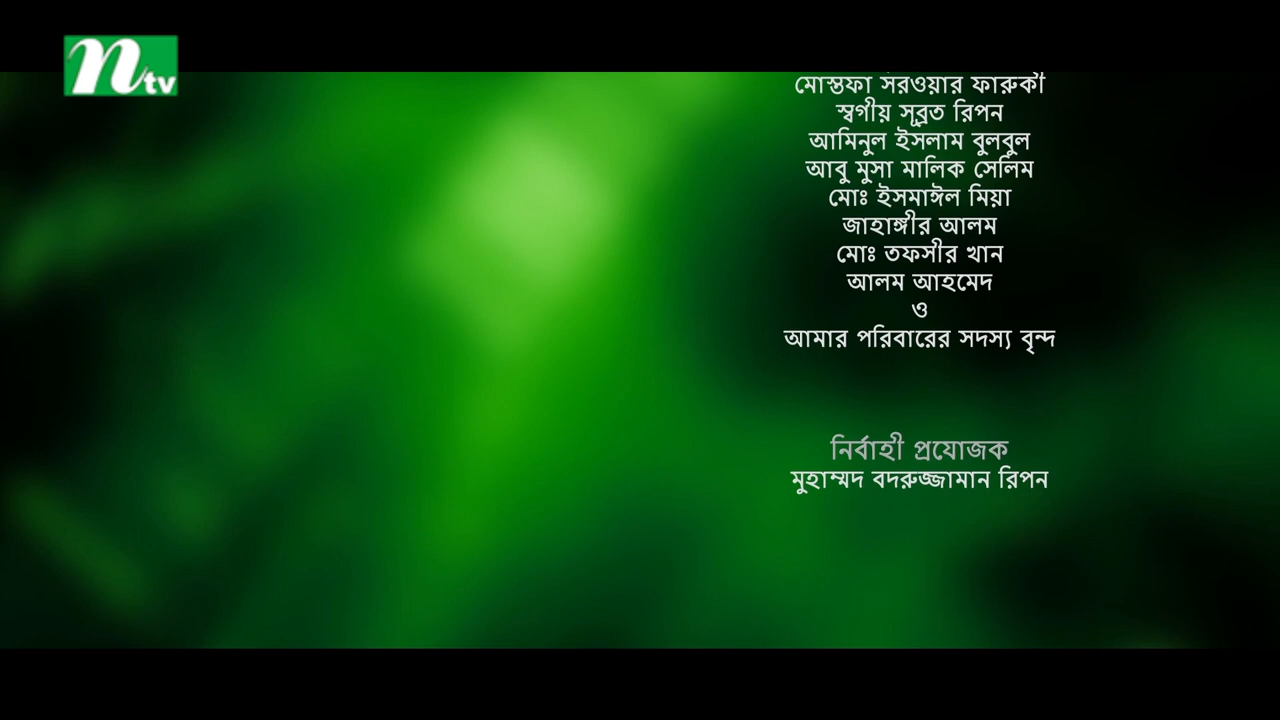 ntv
মোস্তফা সরওয়ার ফারুকী
স্বর্গীয় সূব্রত রিপন
আমিনুল ইসলাম বুলবুল
আবু মুসা মালিক সেলিম
মোঃ ইসমাঈল মিয়া
জাহাঙ্গীর আলম
মোঃ তফসীর খান
আলম আহমেদ
ও
আমার পরিবারের সদস্য বৃন্দ
নির্বাহী প্রযোজক
মুহাম্মদ বদরুজ্জামান রিপন